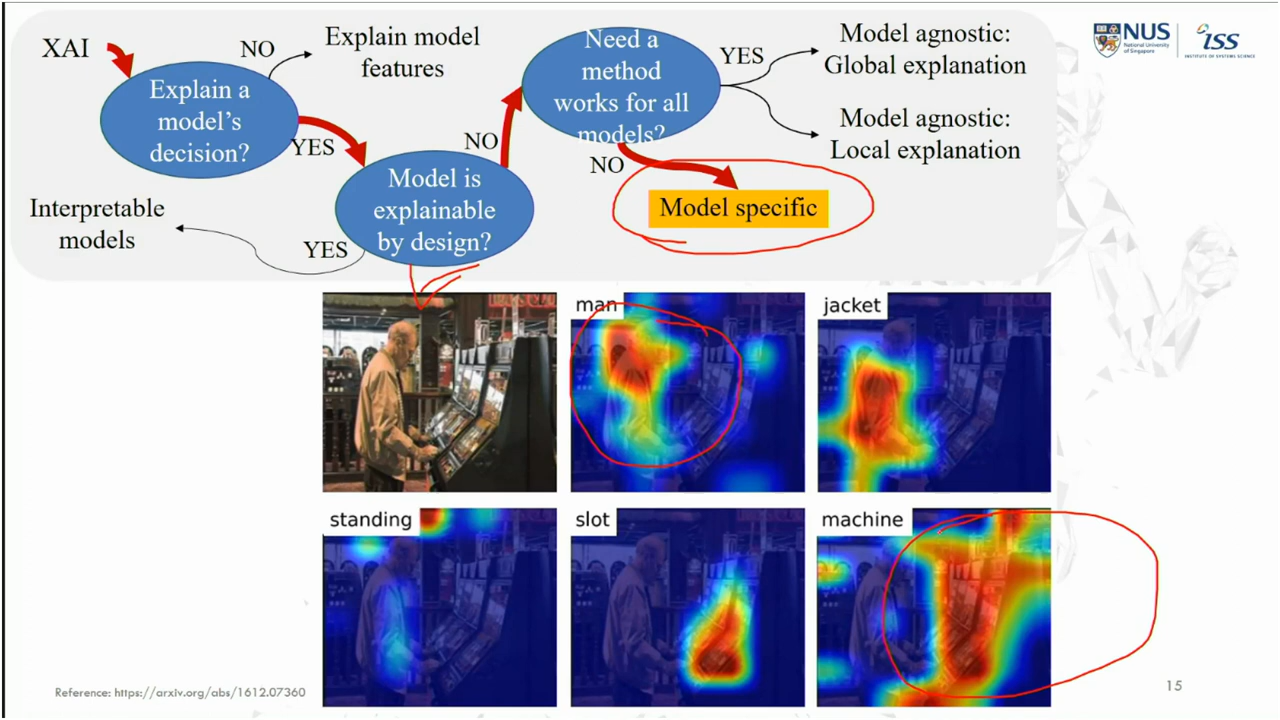 XAI
NO
Explain model
features
Explain a
model's
decision?
YES
Need a
method
works for all
models?
YES
Model agnostic:
Global explanation
Model agnostic:
Local explanation
NO
NO
Model specific
Model is
explainable
by design?
YES
Interpretable
models
NUS
National University
of Singapore
iss
INSTITUTE OF SYSTEMS SCIENCE
man
jacket
standing
slot
machine
Reference: https://arxiv.org/abs/1612.07360
15